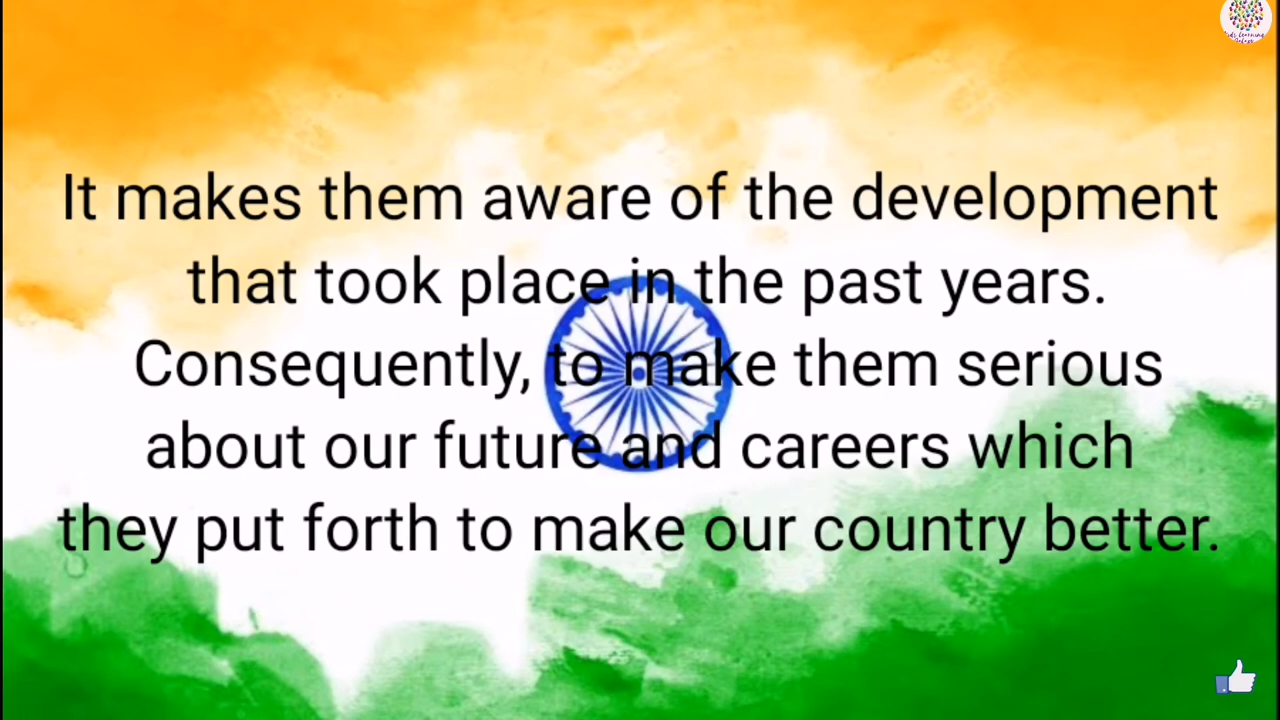 It makes them aware of the development
that took place in the past years.
Consequently, to make them serious
about our future and careers which
they put forth to make our country better.